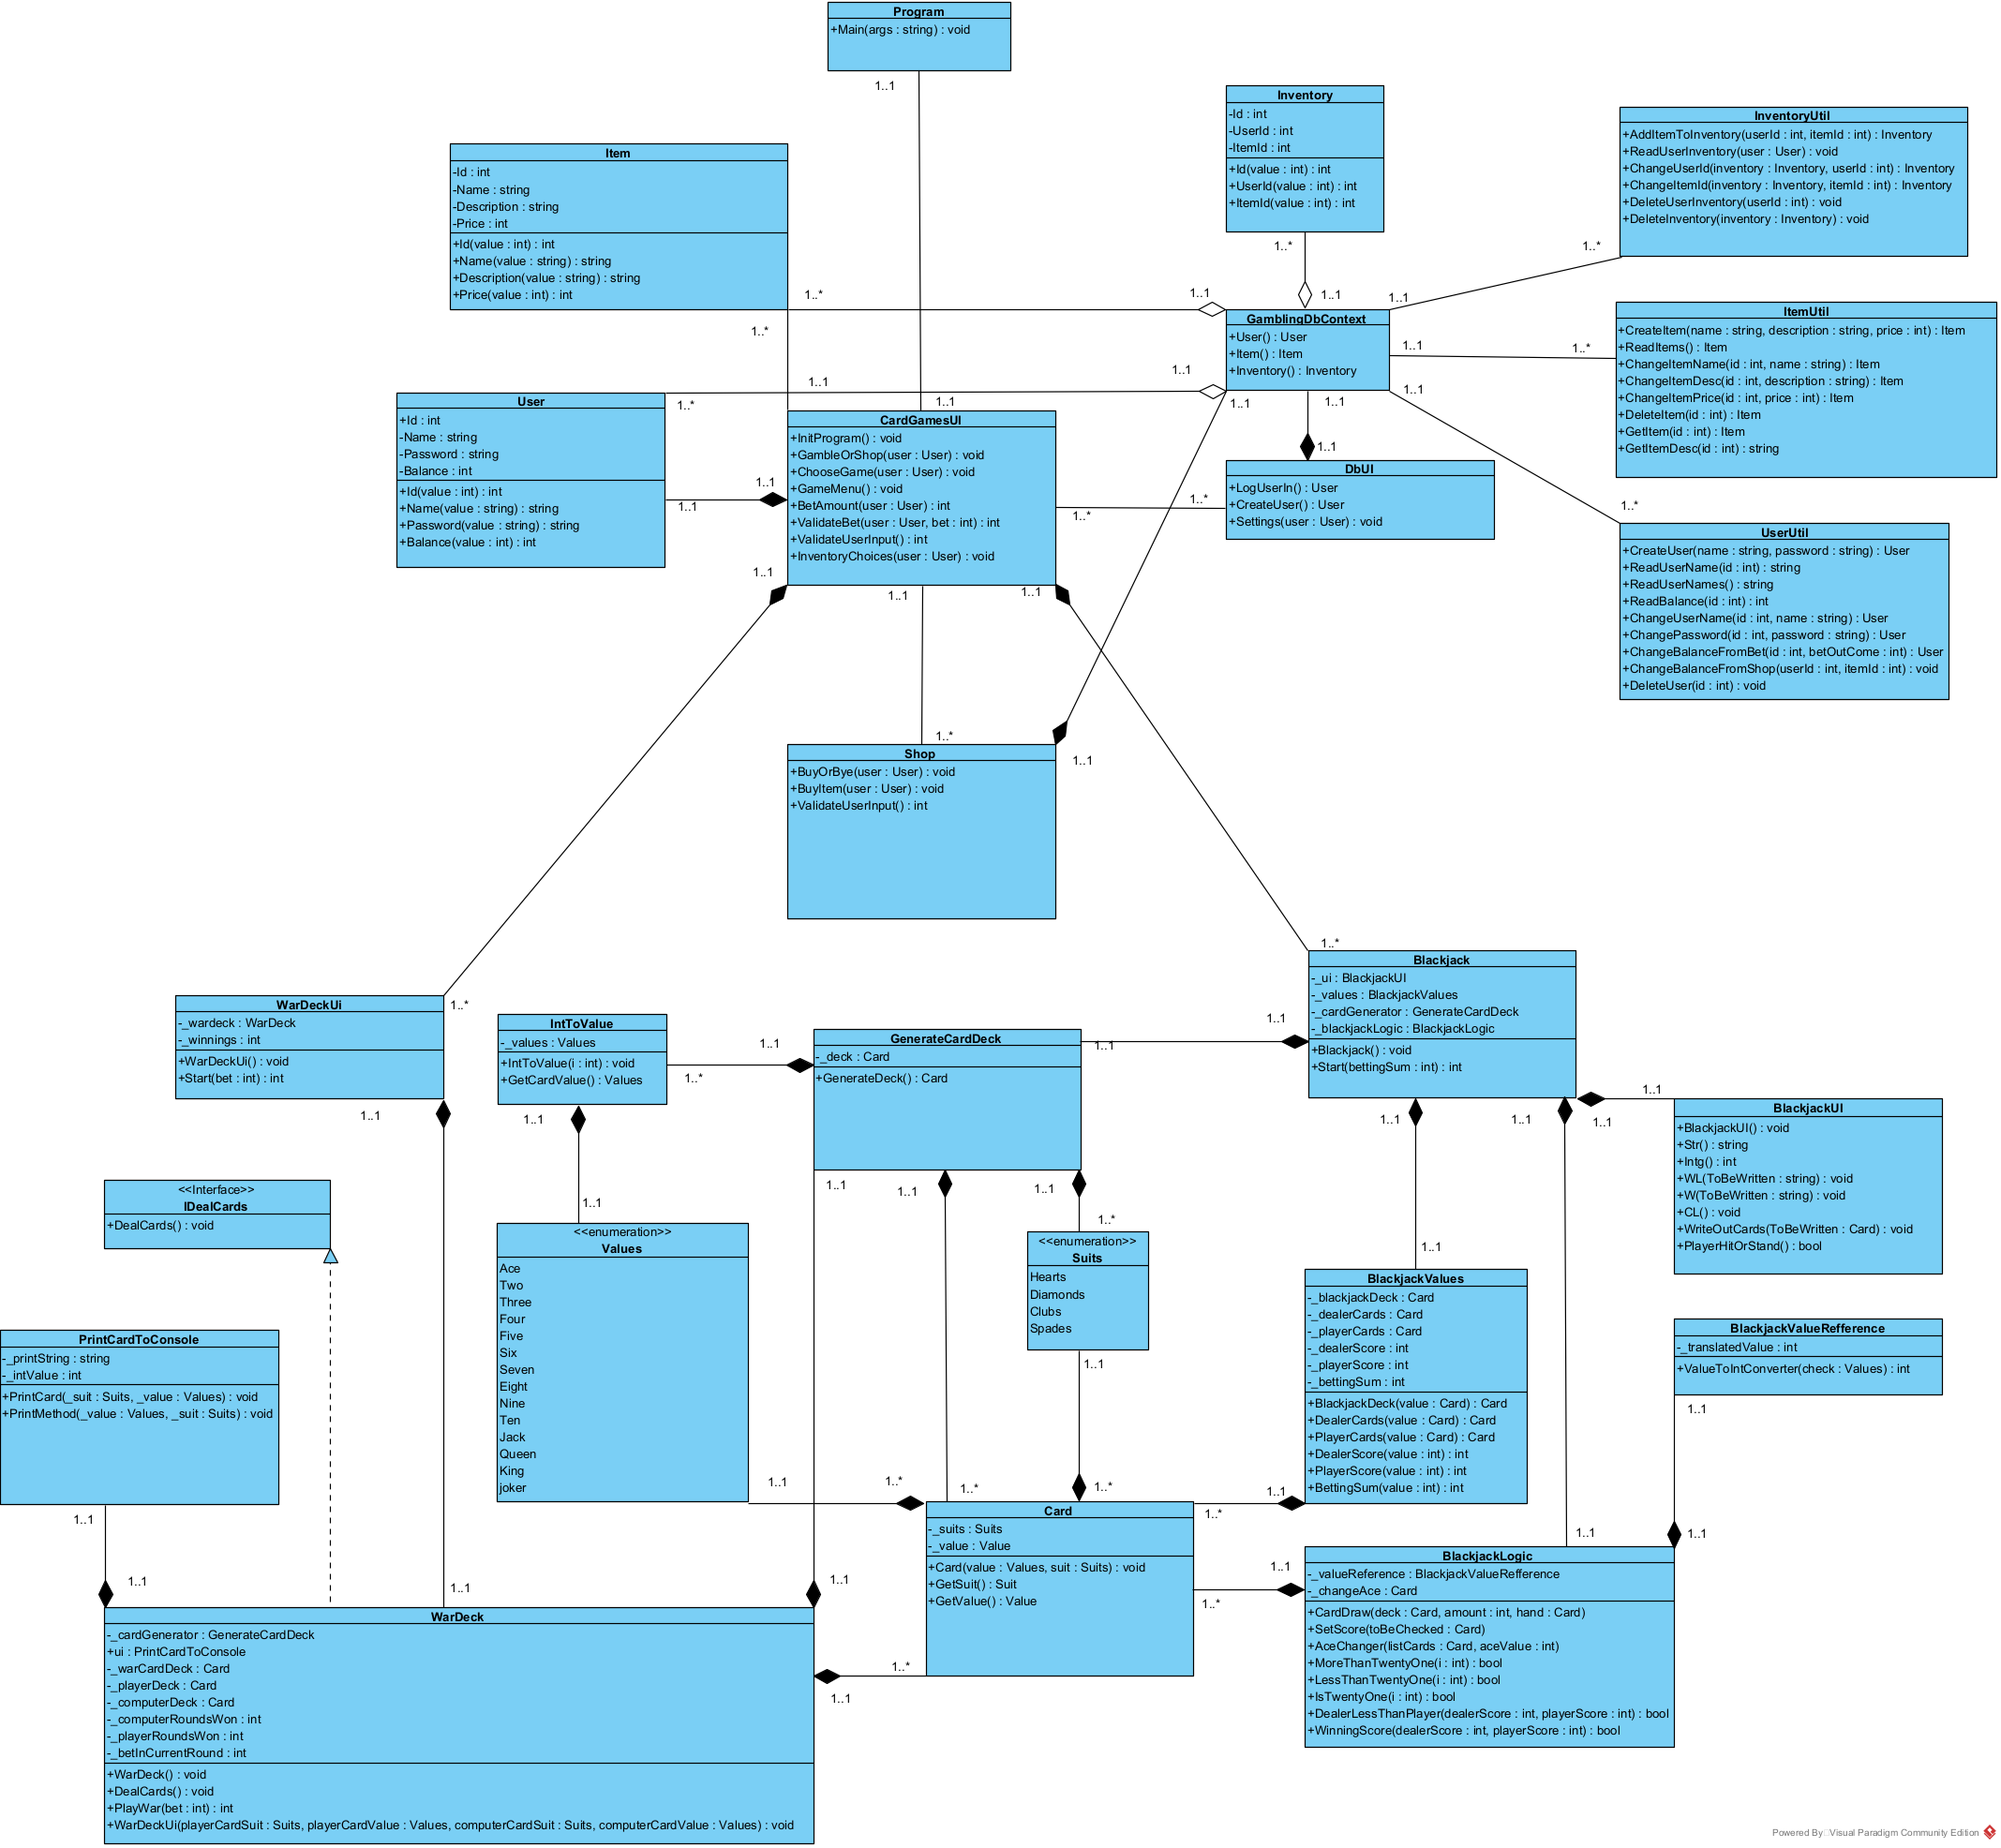 Program
+Main(args : string) : void
1..1
Inventory
-Id : int
-UserId : int
-ItemId : int
+Id(value : int) : int
+UserId(value : int) : int
+ItemId(value : int) : int
1..*
1..1
InventoryUtil
+AddItemToInventory(userId : int, itemId : int) : Inventory
+ReadUserInventory(user : User) : void
+ChangeUserId(inventory : Inventory, userId : int) : Inventory
+ChangeItemId(inventory : Inventory, itemId : int) : Inventory
+DeleteUserInventory(userId : int) : void
+DeleteInventory(inventory : Inventory) : void
1..*
1..1
Item
-Id : int
-Name : string
-Description : string
-Price : int
+Id(value : int) : int
+Name(value : string) : string
+Description(value : string) : string
+Price(value : int) : int
1..*
1..1
1..*
GamblingDbContext
+User() : User
+Item() : Item
+Inventory() : Inventory
1..1
1..*
ItemUtil
+CreateItem(name : string, description : string, price : int) : Item
+ReadItems() : Item
+ChangeItemName(id : int, name : string) : Item
+ChangeItemDesc(id : int, description : string) : Item
+ChangeItemPrice(id : int, price : int) : Item
+DeleteItem(id : int) : Item
+GetItem(id : int) : Item
+GetItemDesc(id : int) : string
1..1
1..1
1..*
1..1
1..1
1..1
1..1
User
+Id : int
-Name : string
-Password : string
-Balance : int
+Id(value : int) : int
+Name(value : string) : string
+Password(value : string) : string
+Balance(value : int) : int
1..1
1..1
CardGamesUI
+InitProgram() : void
+GambleOrShop(user : User) : void
+ChooseGame(user : User) : void
+GameMenu() : void
+BetAmount(user : User) : int
+ValidateBet(user : User, bet : int) : int
+ValidateUserInput() : int
+InventoryChoices(user : User) : void
1..1
DbUI
+LogUserIn() : User
+CreateUser() : User
+Settings(user : User) : void
1..*
1..*
1..*
UserUtil
+CreateUser(name : string, password : string) : User
+ReadUserName(id : int) : string
+ReadUserNames() : string
+ReadBalance(id : int) : int
+ChangeUserName(id : int, name : string) : User
+ChangePassword(id : int, password : string) : User
+ChangeBalanceFromBet(id : int, betOutCome : int) : User
+ChangeBalanceFromShop(userId : int, itemId : int) : void
+DeleteUser(id : int) : void
1..1
1..1
1..1
1..*
1..1
Shop
+BuyOrBye(user : User) : void
+BuyItem(user : User) : void
+ValidateUserInput() : int
1..*
Blackjack
-_ui : BlackjackUI
-_values : BlackjackValues
-_cardGenerator : GenerateCardDeck
-_blackjackLogic : BlackjackLogic
+Blackjack() : void
+Start(bettingSum : int) : int
WarDeckUi
-_wardeck : WarDeck
-_winnings : int
+WarDeckUi() : void
+Start(bet : int) : int
1..*
1..1
IntToValue
-_values : Values
+IntToValue(i : int) : void
+GetCardValue() : Values
1..1
1..*
1..1
GenerateCardDeck
-_deck : Card
+GenerateDeck() : Card
1..1
1..1
1..1
1..1
1..1
1..1
1..1
BlackjackUI
+BlackjackUI() : void
+Str() : string
+Intg() : int
+WL(ToBeWritten : string) : void
+W(ToBeWritten : string) : void
+CL() : void
+WriteOutCards(ToBeWritten : Card) : void
+PlayerHitOrStand() : bool
<<Interface>>
IDealCards
+DealCards() : void
1..1
1..1
1..1
1..1
<<enumeration>>
Values
Ace
Two
Three
Four
Five
Six
Seven
Eight
Nine
Ten
Jack
Queen
King
joker
1..1
1..*
1..*
<<enumeration>>
Suits
Hearts
Diamonds
Clubs
Spades
1..1
1..*
1..1
BlackjackValues
-_blackjackDeck : Card
-_dealerCards : Card
-_playerCards : Card
-_dealerScore : int
-_playerScore : int
-_bettingSum : int
+BlackjackDeck(value : Card) : Card
+DealerCards(value : Card) : Card
+PlayerCards(value : Card) : Card
+DealerScore(value : int) : int
+PlayerScore(value : int) : int
+BettingSum(value : int) : int
1..1
1..*
BlackjackValueRefference
-_translatedValue : int
+ValueToIntConverter(check : Values) : int
1..1
1..1
PrintCardToConsole
-_printString : string
-_intValue : int
+PrintCard(_suit : Suits, _value : Values) : void
+PrintMethod(_value : Values, _suit : Suits) : void
1..1
1..1
1..1
1..1
1..*
Card
-_suits : Suits
-_value : Value
+Card(value : Values, suit : Suits) : void
+GetSuit() : Suit
+GetValue() : Value
1..1
1..*
1..1
BlackjackLogic
-_valueReference : BlackjackValueRefference
-_changeAce : Card
+CardDraw(deck : Card, amount : int, hand : Card)
+SetScore(toBeChecked : Card)
+AceChanger(listCards : Card, aceValue : int)
+MoreThanTwentyOne(i : int) : bool
+LessThanTwentyOne(i : int) : bool
+IsTwentyOne(i : int) : bool
+DealerLessThanPlayer(dealerScore : int, playerScore : int) : bool
+WinningScore(dealerScore : int, playerScore : int) : bool
WarDeck
-_cardGenerator : GenerateCardDeck
+ui : PrintCardToConsole
-_warCardDeck : Card
-_playerDeck : Card
-_computerDeck : Card
-_computerRoundsWon : int
-_playerRoundsWon : int
-_betInCurrentRound : int
+WarDeck() : void
+DealCards() : void
+PlayWar(bet : int) : int
+WarDeckUi(playerCardSuit : Suits, playerCardValue : Values, computerCardSuit : Suits, computerCardValue : Values) : void
1..*
1..1
Powered By Visual Paradigm Community Edition